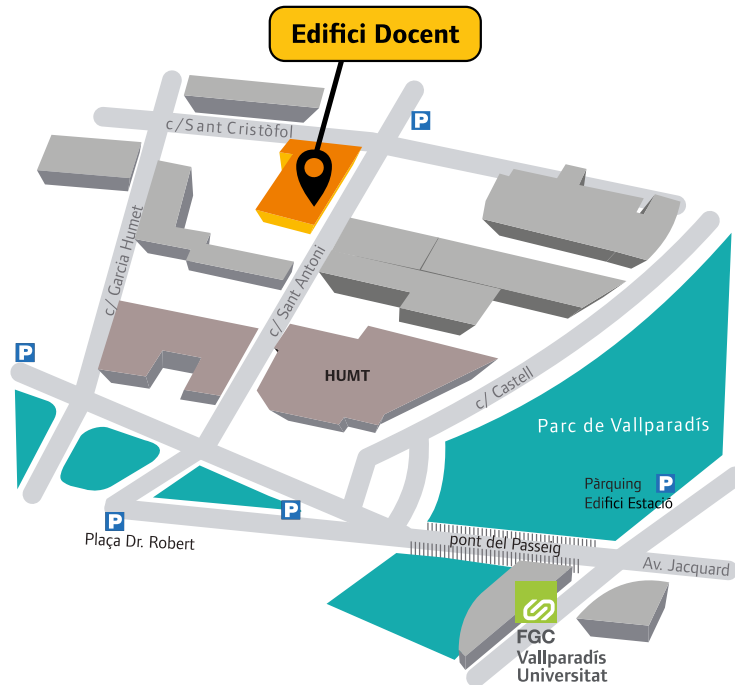 Edifici Docent
P
c/Sant Cristòfol
c/ Garcia Humet
c/ Sant Antoni
P
HUMT
c/ Castell
Parc de Vallparadís
Pàrquing P
Edifici Estació
P
P
Plaça Dr. Robert
pont del Passeig
Av. Jacquard
FGC
Vallparadís
Universitat